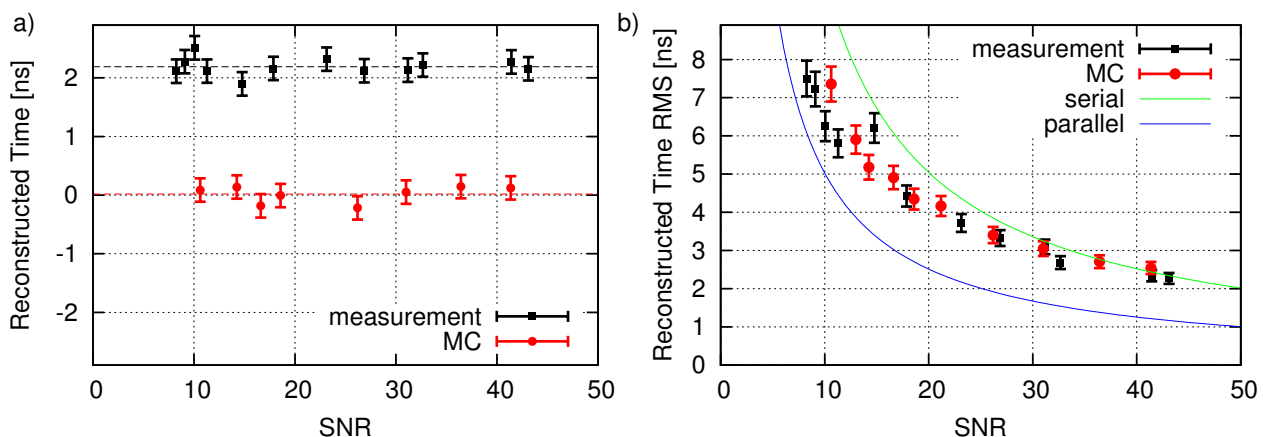 a)
Reconstructed Time [ns]
2
1
0
-1
-2
measurement
MC
0 10 20 30 40 50
SNR
b)
Reconstructed Time RMS [ns]
8
7
6
5
4
3
2
1
0
measurement
MC
serial
parallel
0 10 20 30 40 50
SNR